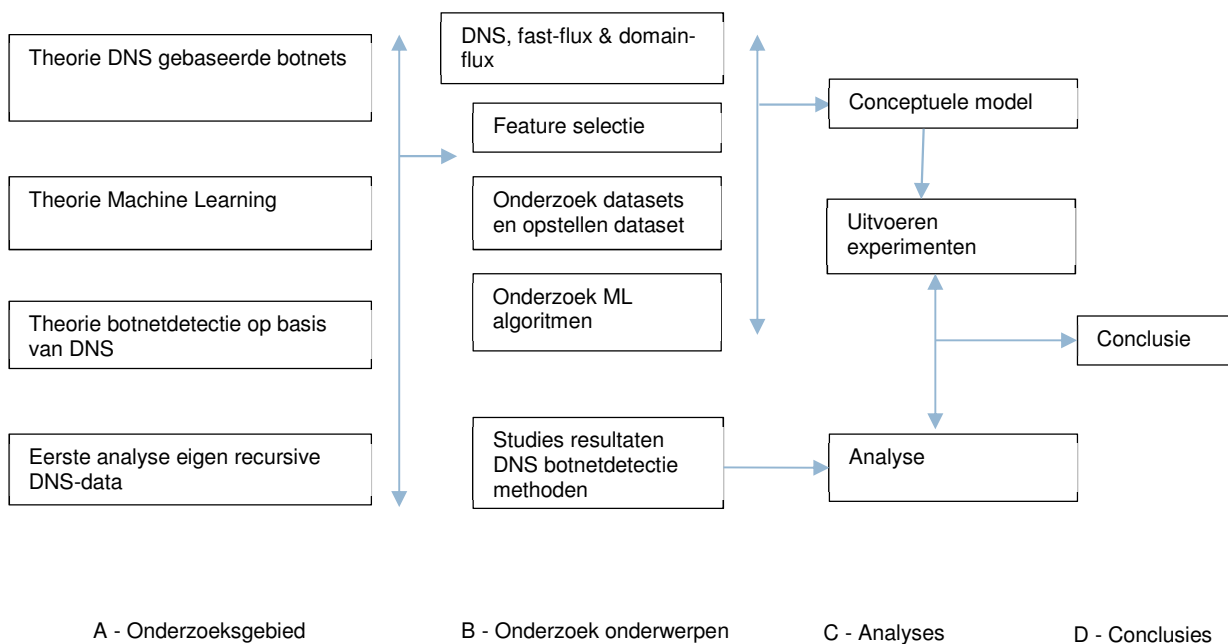 Theorie DNS gebaseerde botnets
Theorie Machine Learning
Theorie botnetdetectie op basis
van DNS
Eerste analyse eigen recursive
DNS-data
DNS, fast-flux & domain-
flux
Feature selectie
Onderzoek datasets
en opstellen dataset
Onderzoek ML
algoritmen
Studies resultaten
DNS botnetdetectie
methoden
Conceptuele model
Uitvoeren
experimenten
Analyse
Conclusie
A - Onderzoeksgebied
B - Onderzoek onderwerpen
C - Analyses
D - Conclusies